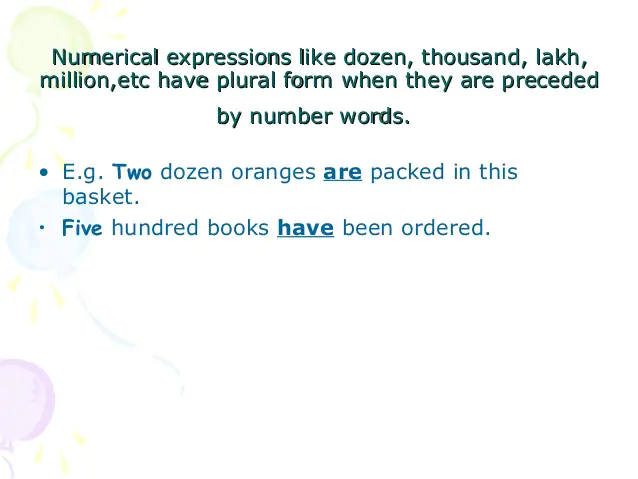 Numerical expressions like dozen, thousand, lakh,
million,etc have plural form when they are preceded
by number words.
• E.g. Two dozen oranges are packed in this
basket.
• Five hundred books have been ordered.